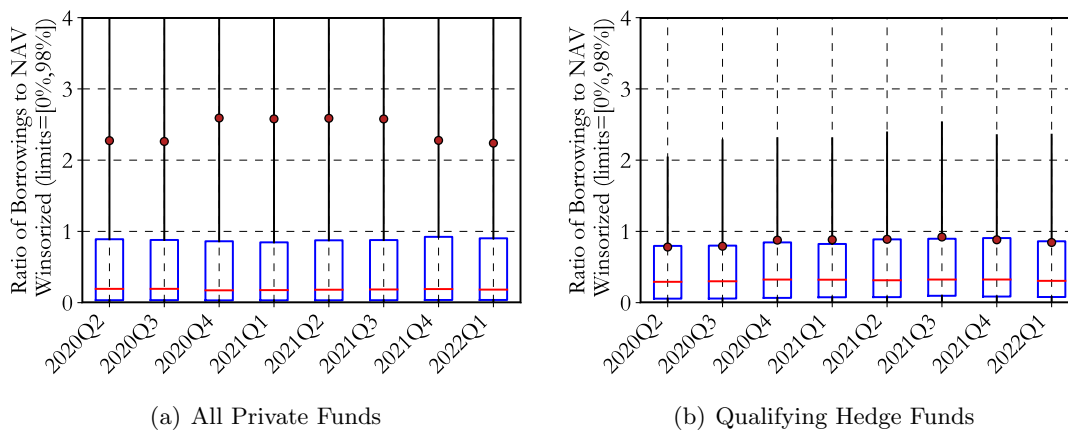 Ratio of Borrowings to NAV
Winsorized (limits=[0%,98%]
4
3
2
1
0
2020Q2
2020Q3
2020Q4
2021Q1
2021Q2
2021Q3
2021Q4
2022Q1
(a) All Private Funds
Ratio of Borrowings to NAV
Winsorized (limits=[0%,98%]
4
3
2
1
0
2020Q2
2020Q3
2020Q4
2021Q1
2021Q2
2021Q3
2021Q4
2022Q1
(b) Qualifying Hedge Funds